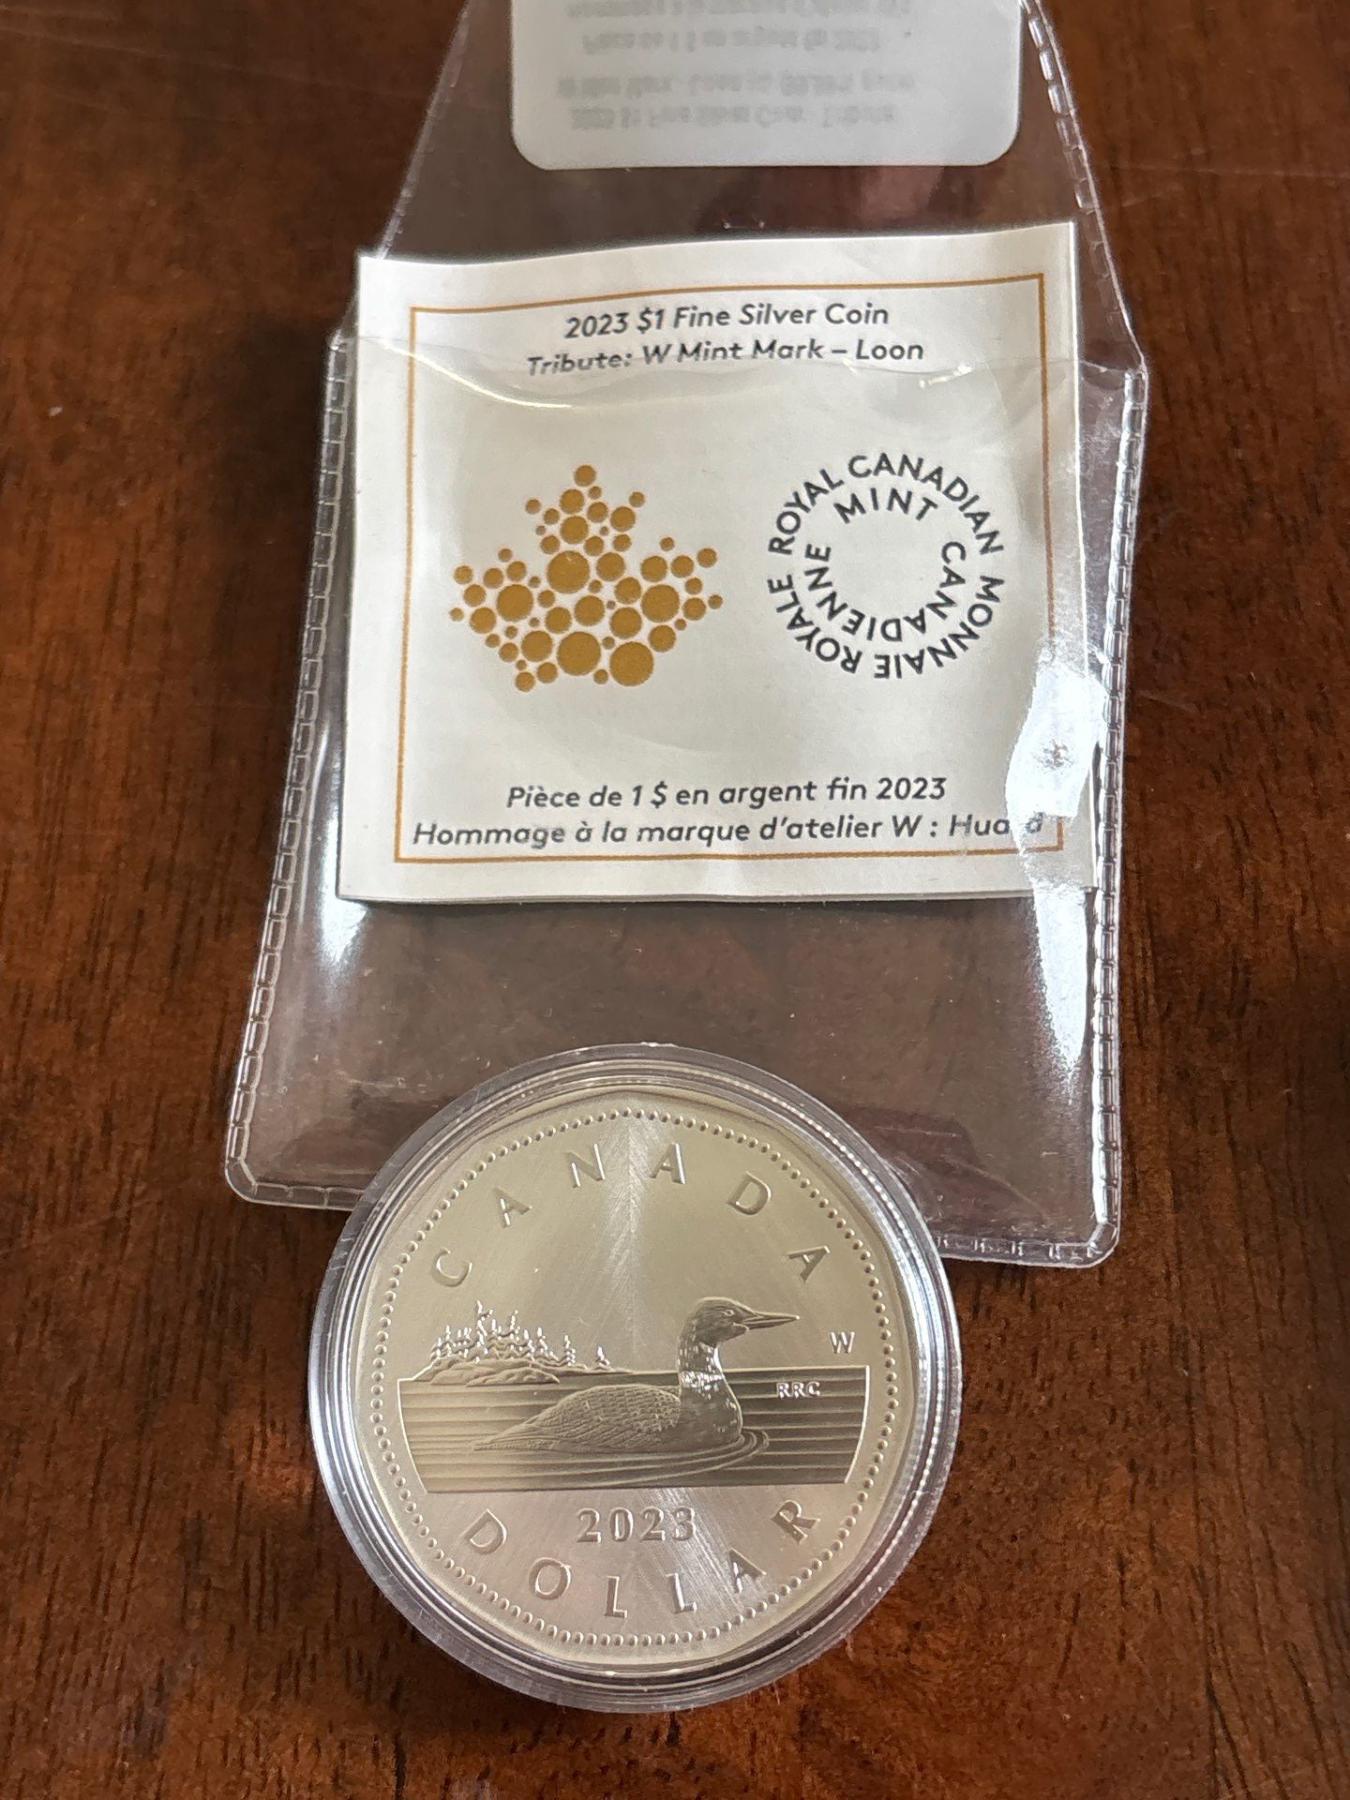 2023 $1 Fine Silver Coin
Tribute: W Mint Mark – Loon
ROYAL CANADIAN MINT
MONNAIE ROYALE CANADIENNE
Pièce de 1 $ en argent fin 2023
Hommage à la marque d'atelier W : Huard
CANADA
W
RRC
2023
DOLLAR